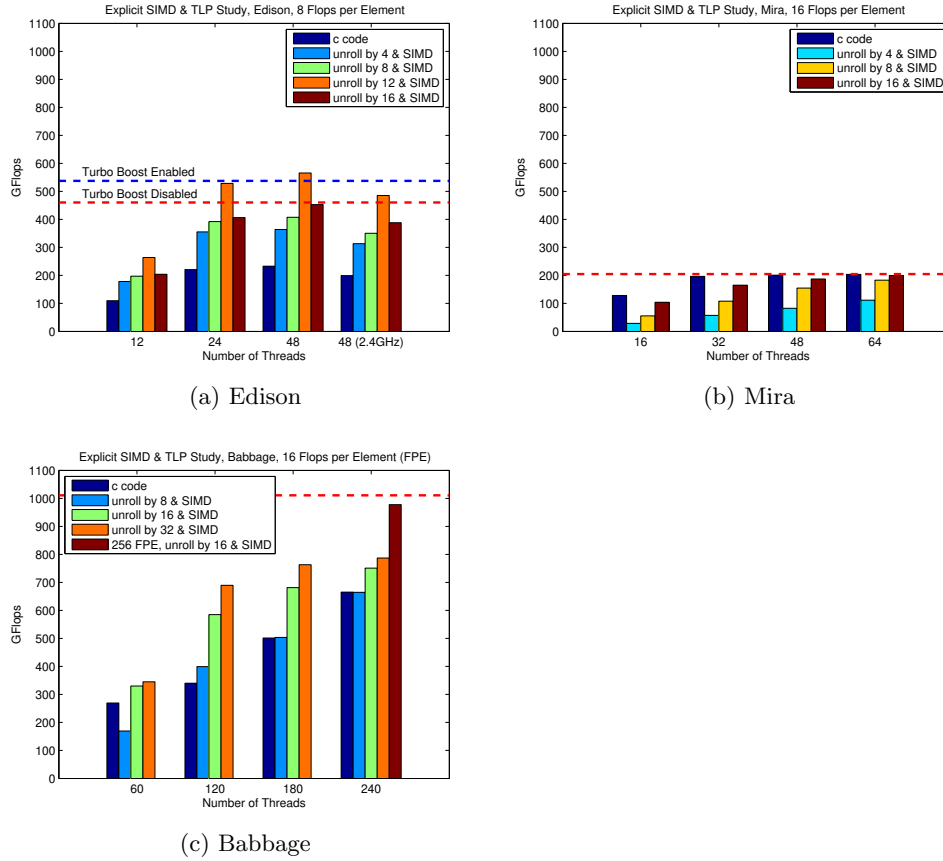 Explicit SIMD & TLP Study, Edison, 8 Flops per Element
1100
1000
900
800
700
600
500
400
300
200
100
0
GFlops
c code
unroll by 4 & SIMD
unroll by 8 & SIMD
unroll by 12 & SIMD
unroll by 16 & SIMD
Turbo Boost Enabled
Turbo Boost Disabled
12 24 48 48 (2.4GHz)
Number of Threads
(a) Edison
Explicit SIMD & TLP Study, Mira, 16 Flops per Element
1100
1000
900
800
700
600
500
400
300
200
100
0
GFlops
c code
unroll by 4 & SIMD
unroll by 8 & SIMD
unroll by 16 & SIMD
16 32 48 64
Number of Threads
(b) Mira
Explicit SIMD & TLP Study, Babbage, 16 Flops per Element (FPE)
1100
1000
900
800
700
600
500
400
300
200
100
0
GFlops
c code
unroll by 8 & SIMD
unroll by 16 & SIMD
unroll by 32 & SIMD
256 FPE, unroll by 16 & SIMD
60 120 180 240
Number of Threads
(c) Babbage